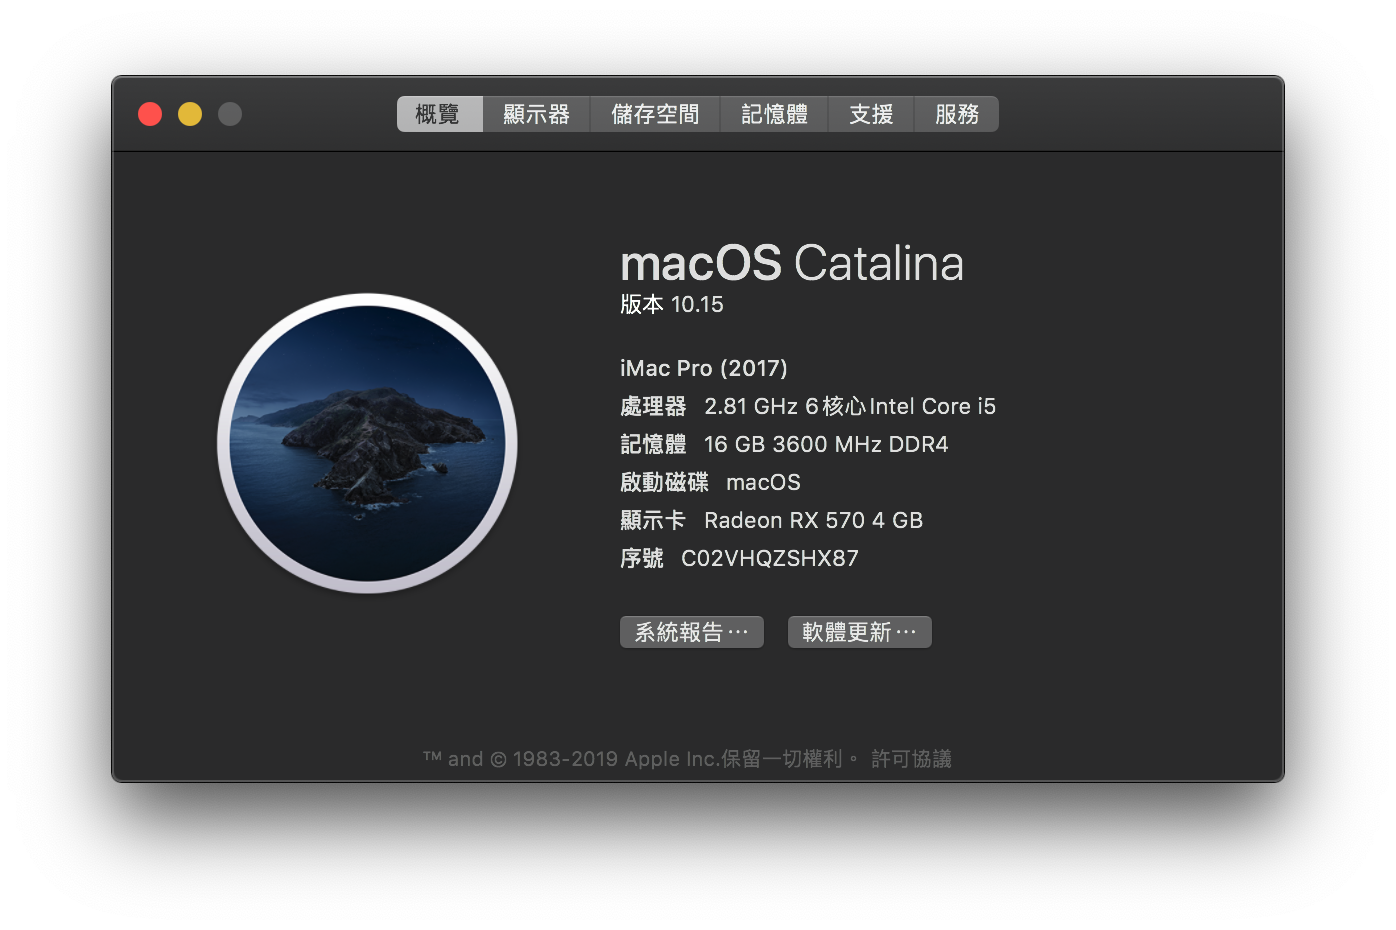 概覽 顯示器 儲存空間 記憶體 支援 服務
macOS Catalina
版本 10.15
iMac Pro (2017)
處理器 2.81 GHz 6核心Intel Core i5
記憶體 16 GB 3600 MHz DDR4
啟動磁碟 macOS
顯示卡 Radeon RX 570 4 GB
序號 C02VHQZSHX87
系統報告⋯ 軟體更新⋯
™ and © 1983-2019 Apple Inc.保留一切權利。 許可協議